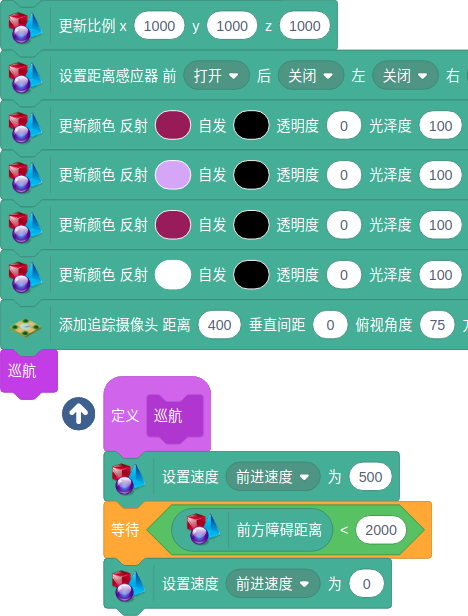 更新比例 x 1000 y 1000 z 1000
设置距离感应器 前 打开 后 关闭 左 关闭 右
更新颜色 反射 自发 透明度 0 光泽度 100
更新颜色 反射 自发 透明度 0 光泽度 100
更新颜色 反射 自发 透明度 0 光泽度 100
更新颜色 反射 自发 透明度 0 光泽度 100
添加追踪摄像头 距离 400 垂直间距 0 俯视角度 75
巡航
定义 巡航
设置速度 前进速度 为 500
等待 前方障碍距离 < 2000
设置速度 前进速度 为 0